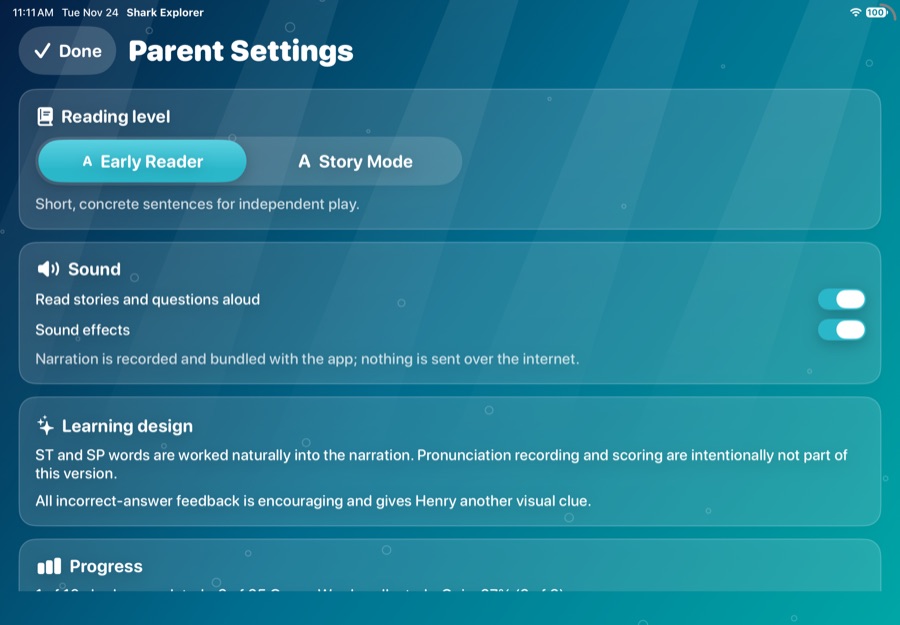 11:11 AM Tue Nov 24 Shark Explorer
100
Done
Parent Settings
Reading level
A Early Reader
A Story Mode
Short, concrete sentences for independent play.
Sound
Read stories and questions aloud
Sound effects
Narration is recorded and bundled with the app; nothing is sent over the internet.
Learning design
ST and SP words are worked naturally into the narration. Pronunciation recording and scoring are intentionally not part of
this version.
All incorrect-answer feedback is encouraging and gives Henry another visual clue.
Progress